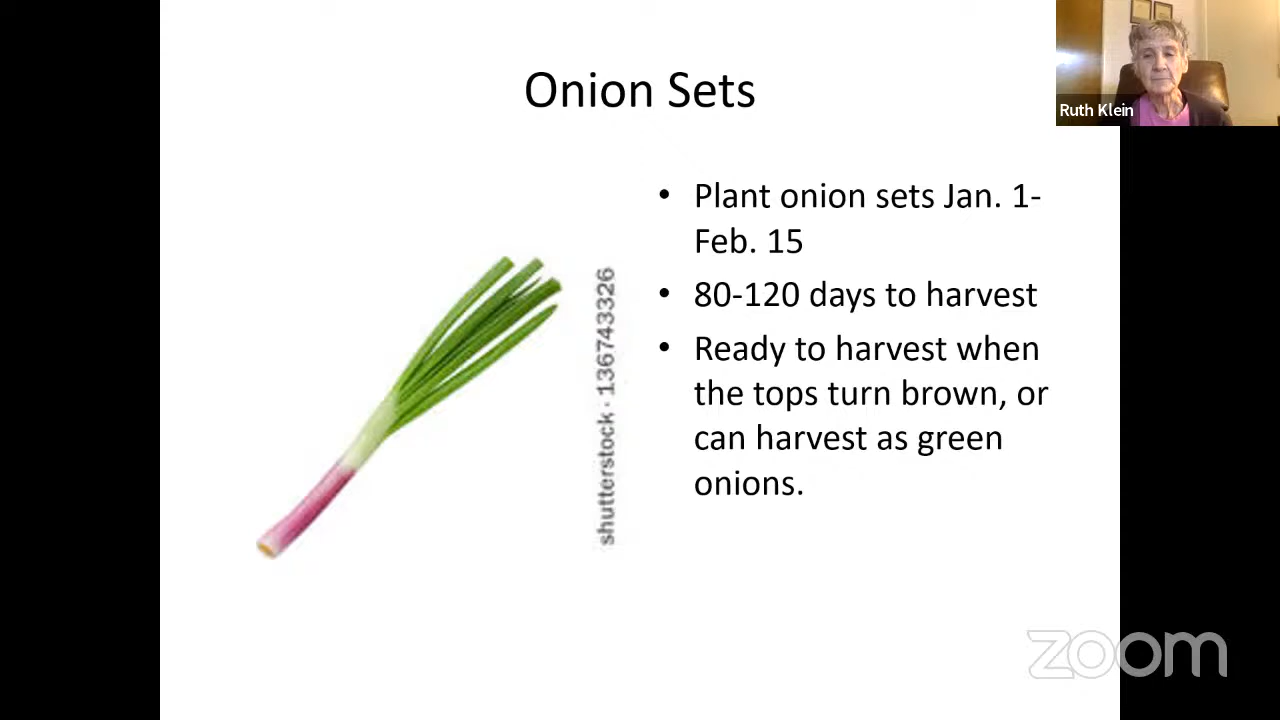 Onion Sets
Ruth Klein
• Plant onion sets Jan. 1-
Feb. 15
• 80-120 days to harvest
• Ready to harvest when
the tops turn brown, or
can harvest as green
onions.
shutterstock · 136743326
zoom